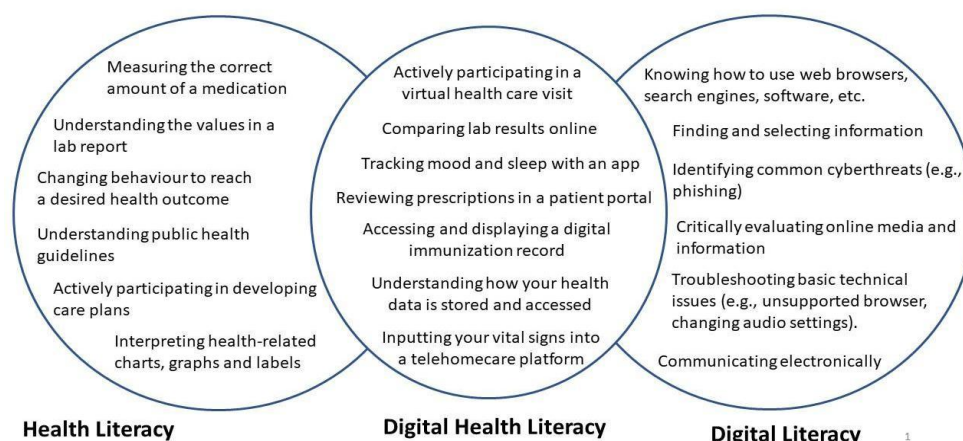 Measuring the correct
amount of a medication
Understanding the values in a
lab report
Changing behaviour to reach
a desired health outcome
Understanding public health
guidelines
Actively participating in developing
care plans
Interpreting health-related
charts, graphs and labels
Health Literacy
Actively participating in a
virtual health care visit
Comparing lab results online
Tracking mood and sleep with an app
Reviewing prescriptions in a patient portal
Accessing and displaying a digital
immunization record
Understanding how your health
data is stored and accessed
Inputting your vital signs into
a telehomecare platform
Digital Health Literacy
Knowing how to use web browsers,
search engines, software, etc.
Finding and selecting information
Identifying common cyberthreats (e.g.,
phishing)
Critically evaluating online media and
information
Troubleshooting basic technical
issues (e.g., unsupported browser,
changing audio settings).
Communicating electronically
Digital Literacy
1